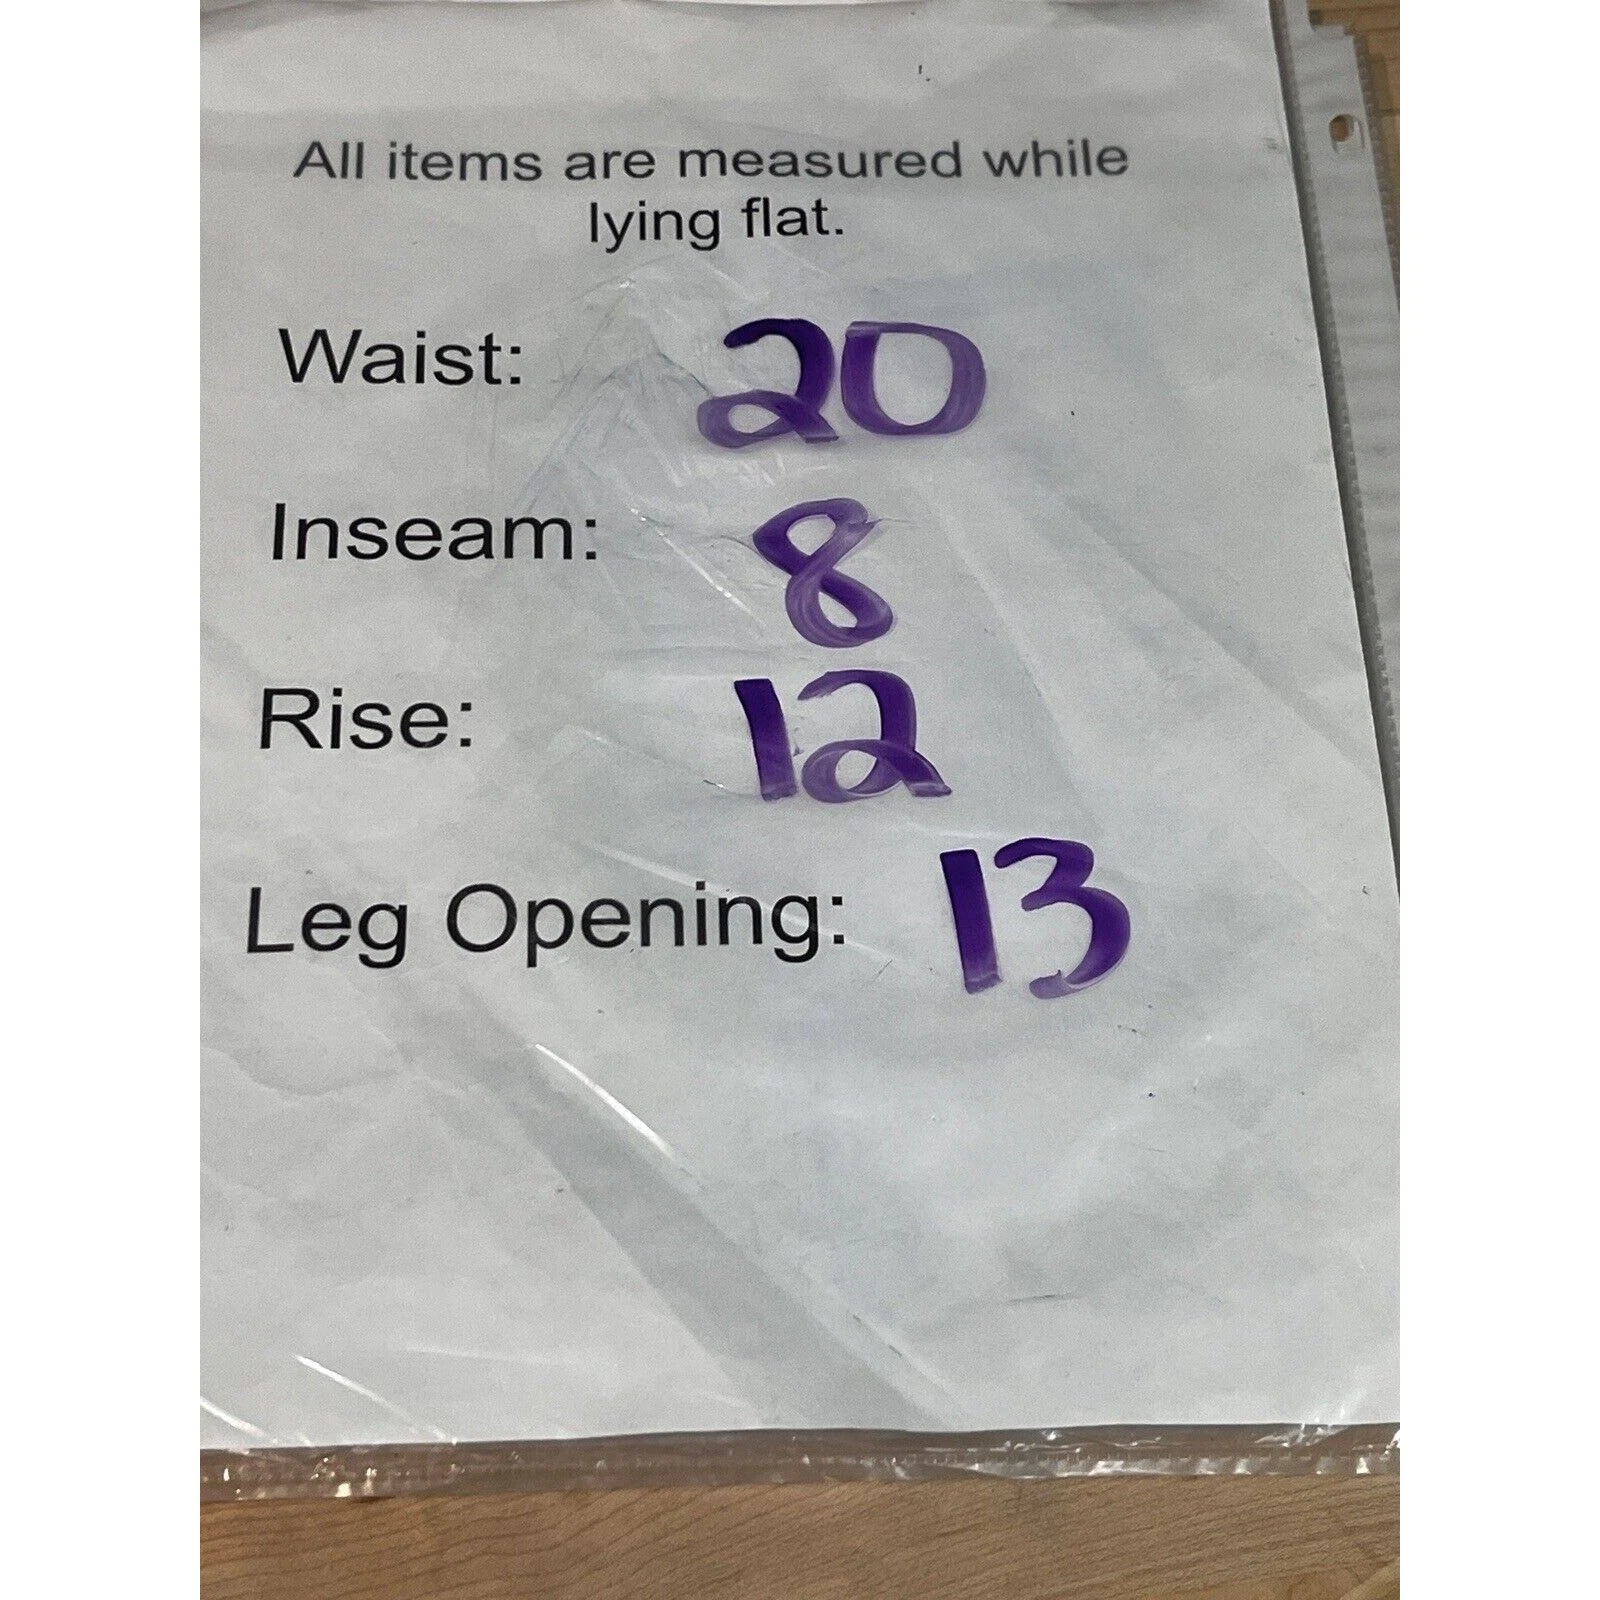 All items are measured while
lying flat.
Waist: 20
Inseam: 8
Rise: 12
Leg Opening: 13